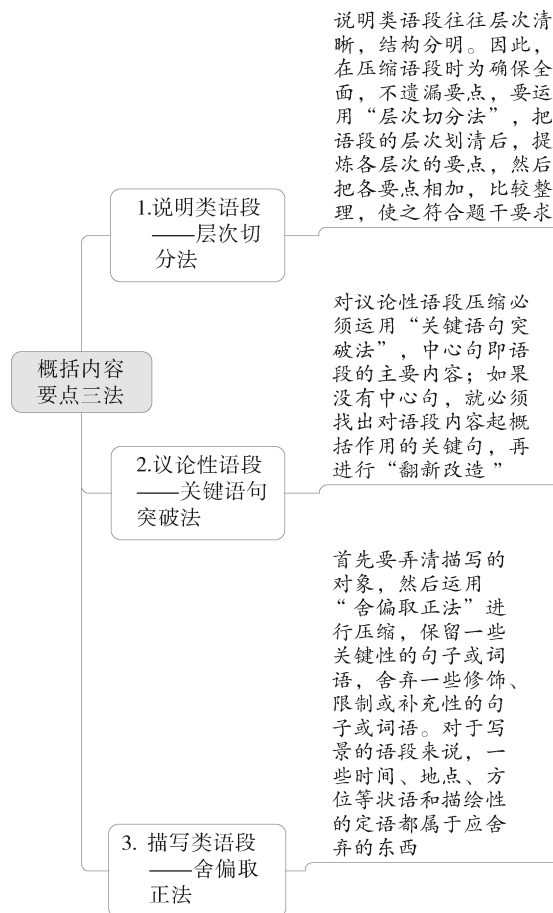 说明类语段往往层次清
晰，结构分明。因此，
在压缩语段时为确保全
面，不遗漏要点，要运
用“层次切分法”，把
语段的层次划清后，提
炼各层次的要点，然后
把各要点相加，比较整
理，使之符合题干要求
1.说明类语段
——层次切
分法
对议论性语段压缩必
须运用“关键语句突
破法”，中心句即语
段的主要内容；如果
没有中心句，就必须
找出对语段内容起概
括作用的关键句，再
进行“翻新改造 ”
概括内容
要点三法
2.议论性语段
——关键语句
突破法
首先要弄清描写的
对象，然后运用
“舍偏取正法”进
行压缩，保留一些
关键性的句子或词
语，舍弃一些修饰、
限制或补充性的句
子或词语。对于写
景的语段来说，一
些时间、地点、方
位等状语和描绘性
的定语都属于应舍
弃的东西
3. 描写类语段
——舍偏取
正法